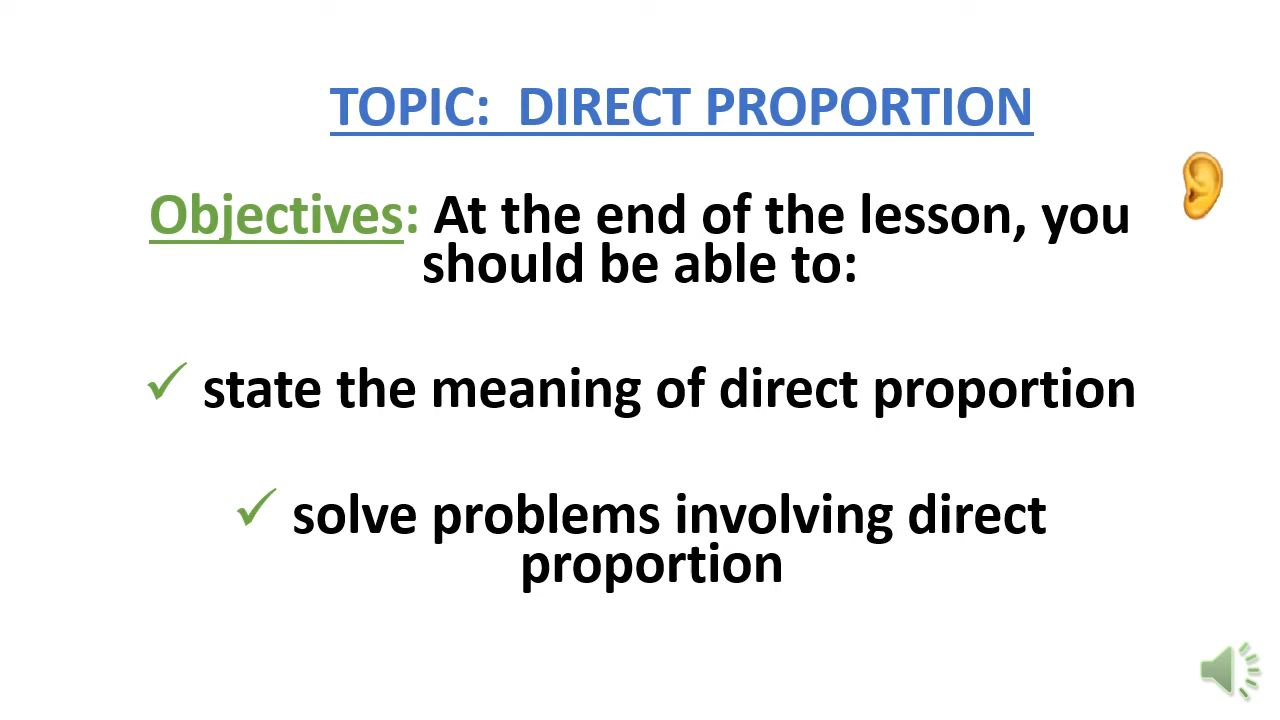 TOPIC:  DIRECT PROPORTION
Objectives: At the end of the lesson, you
should be able to:
✓ state the meaning of direct proportion
✓ solve problems involving direct
proportion